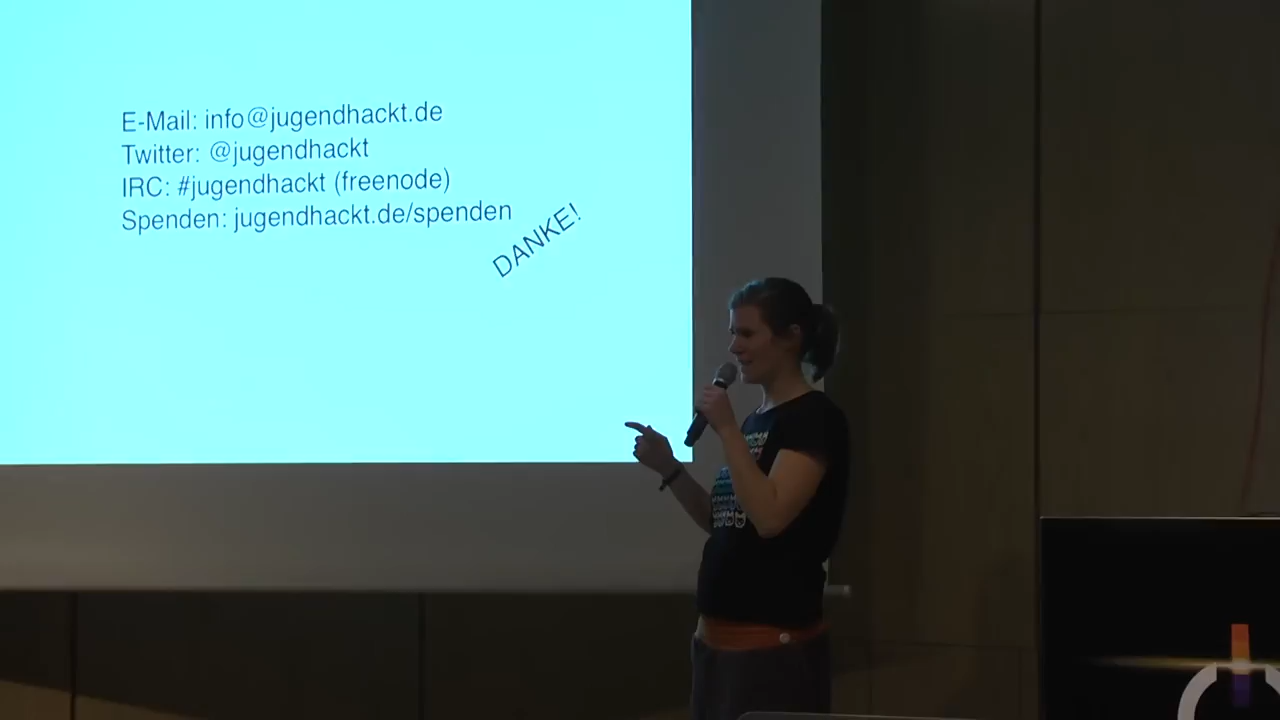 E-Mail: info@jugendhackt.de
Twitter: @jugendhackt
IRC: #jugendhackt (freenode)
Spenden: jugendhackt.de/spenden
DANKE!